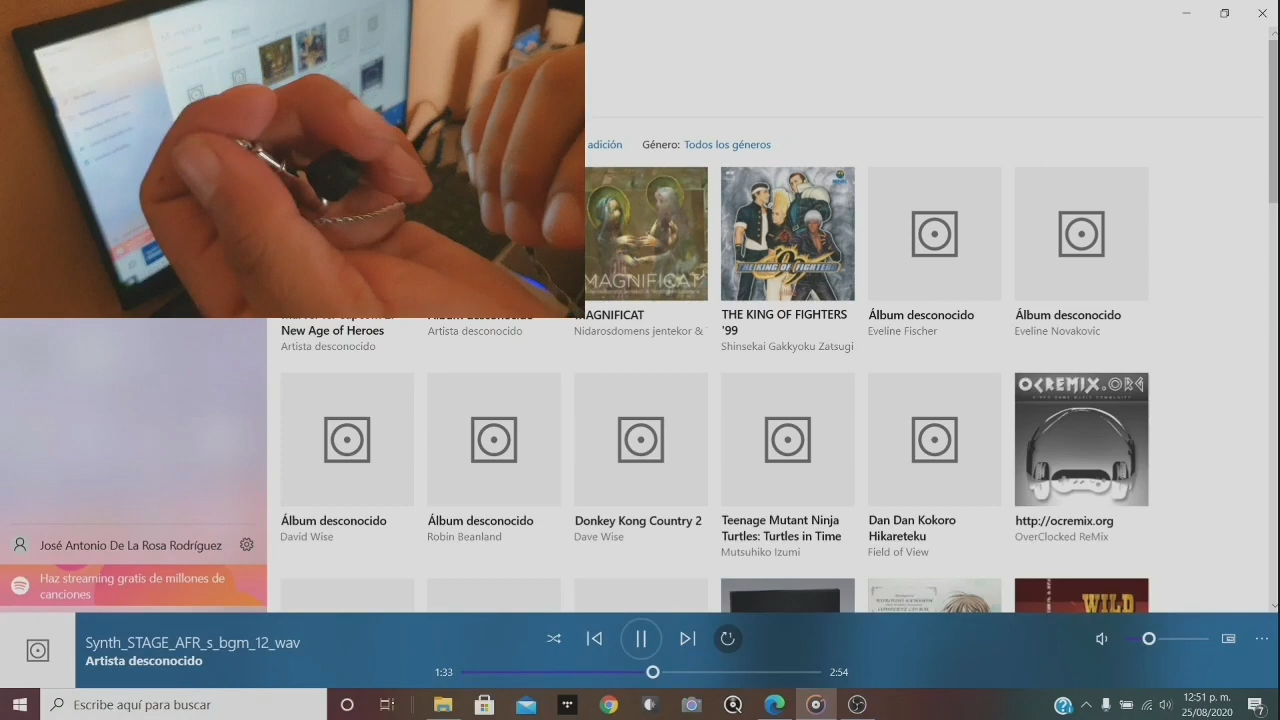 adición
Género: Todos los géneros
MAGNIFICAT
THE KING OF FIGHTERS
New Age of Heroes
Artista desconocido
Artista desconocido
MAGNIFICAT
Nidarosdomens jentekor &
THE KING OF FIGHTERS
'99
Shinsekai Gakkyoku Zatsugi
Álbum desconocido
Eveline Fischer
Álbum desconocido
Eveline Novakovic
OCREMIX.ORG
Álbum desconocido
David Wise
Álbum desconocido
Robin Beanland
Donkey Kong Country 2
Dave Wise
Teenage Mutant Ninja
Turtles: Turtles in Time
Mutsuhiko Izumi
Dan Dan Kokoro
Hikareteku
Field of View
http://ocremix.org
OverClocked ReMix
WILD
José Antonio De La Rosa Rodríguez
Haz streaming gratis de millones de
canciones
Synth_STAGE_AFR_s_bgm_12_wav
Artista desconocido
1:33
2:54
Escribe aquí para buscar
12:51 p. m.
25/08/2020
7